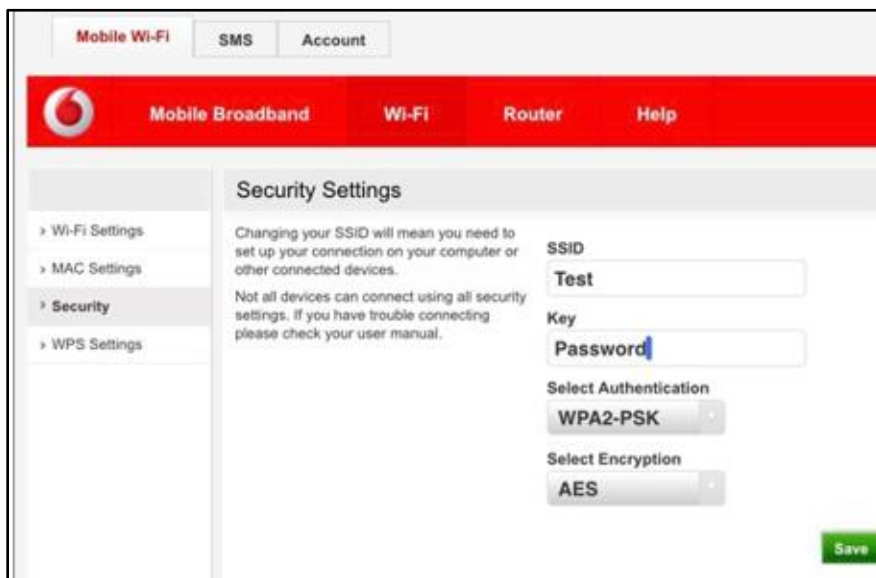 Mobile Wi-Fi SMS Account
Mobile Broadband Wi-Fi Router Help
Wi-Fi Settings
MAC Settings
Security
WPS Settings
Security Settings
Changing your SSID will mean you need to
set up your connection on your computer or
other connected devices.
Not all devices can connect using all security
settings. If you have trouble connecting
please check your user manual.
SSID
Test
Key
Password
Select Authentication
WPA2-PSK
Select Encryption
AES
Save